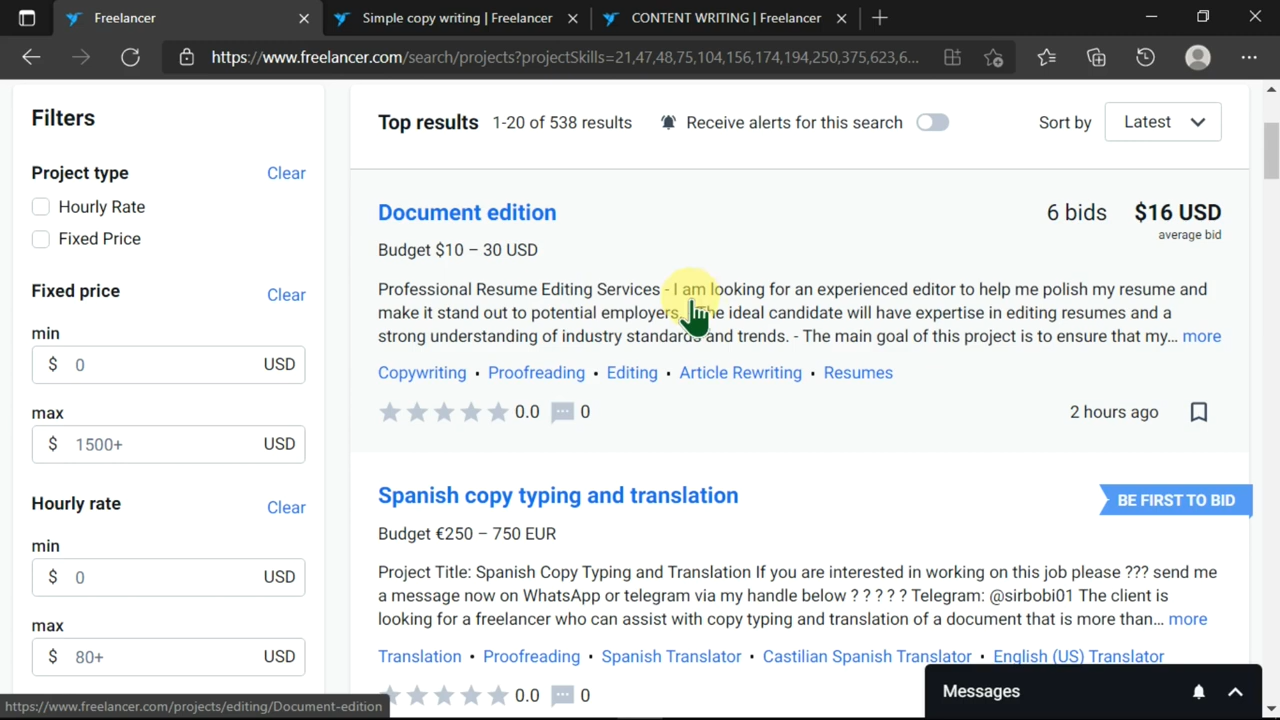 Freelancer
Simple copy writing | Freelancer
CONTENT WRITING | Freelancer
https://www.freelancer.com/search/projects?projectSkills=21,47,48,75,104,156,174,194,250,375,623,6...
Filters
Project type Clear
Hourly Rate
Fixed Price
Fixed price Clear
min
$ 0 USD
max
$ 1500+ USD
Hourly rate Clear
min
$ 0 USD
max
$ 80+ USD
Top results 1-20 of 538 results Receive alerts for this search Sort by Latest
Document edition 6 bids $16 USD
average bid
Budget $10 – 30 USD
Professional Resume Editing Services - I am looking for an experienced editor to help me polish my resume and
make it stand out to potential employers. The ideal candidate will have expertise in editing resumes and a
strong understanding of industry standards and trends. - The main goal of this project is to ensure that my... more
Copywriting • Proofreading • Editing • Article Rewriting • Resumes
0.0 0 2 hours ago
Spanish copy typing and translation BE FIRST TO BID
Budget €250 – 750 EUR
Project Title: Spanish Copy Typing and Translation If you are interested in working on this job please ??? send me
a message now on WhatsApp or telegram via my handle below ? ? ? ? ? Telegram: @sirbobi01 The client is
looking for a freelancer who can assist with copy typing and translation of a document that is more than... more
Translation • Proofreading • Spanish Translator • Castilian Spanish Translator • English (US) Translator
0.0 0
Messages
https://www.freelancer.com/projects/editing/Document-edition